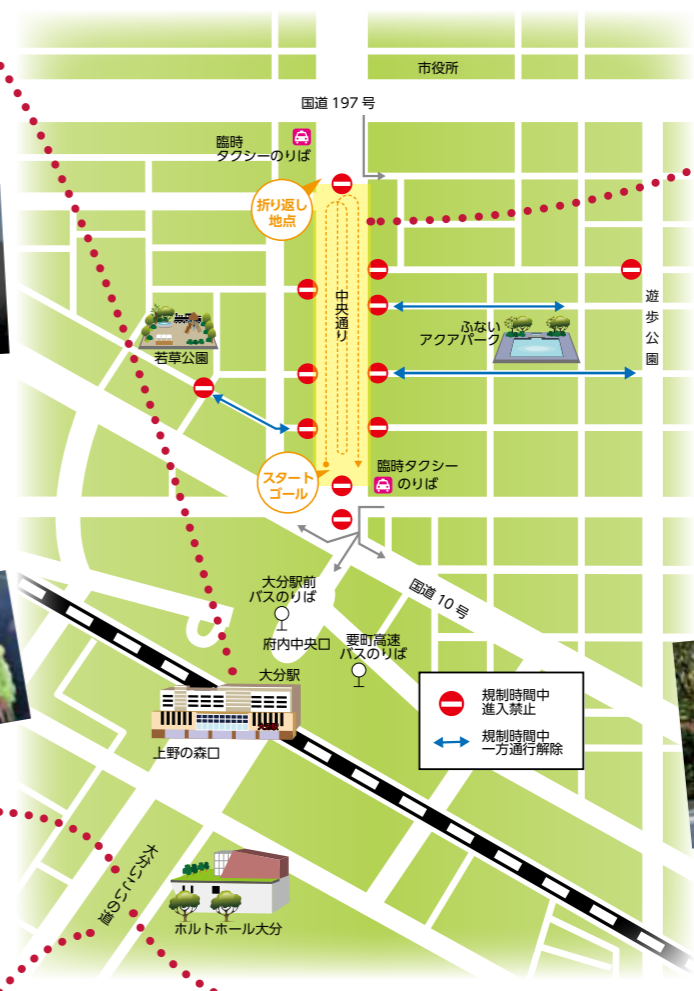 市役所
国道 197 号
臨時
タクシーのりば
折り返し
地点
中央通り
遊歩公園
ふない
アクアパーク
若草公園
スタート
ゴール
臨時タクシー
のりば
大分駅前
バスのりば
国道 10 号
府内中央口
要町高速
バスのりば
大分駅
上野の森口
規制時間中
進入禁止
規制時間中
一方通行解除
大分いこいの道
ホルトホール大分